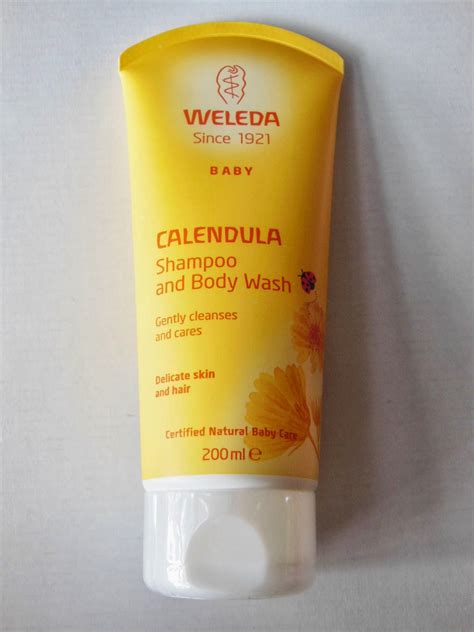 WELEDA
Since 1921
BABY
CALENDULA
Shampoo
and Body Wash
Gently cleanses
and cares
Delicate skin
and hair
Certified Natural Baby Care
200ml e